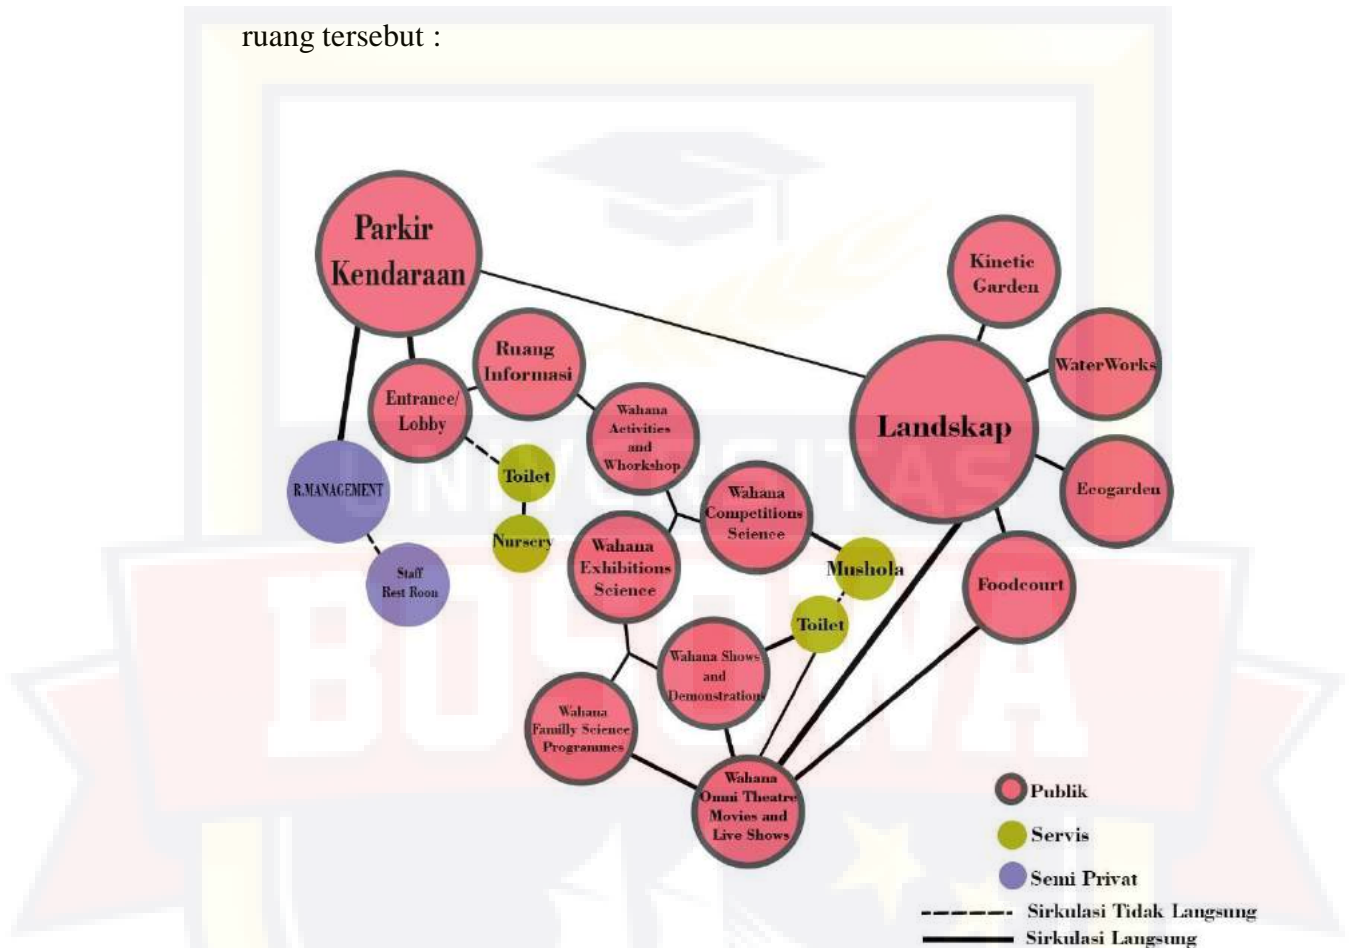 ruang tersebut :
Parkir
Kendaraan
Kinetic
Garden
Ruang
Informasi
WaterWorks
Entrance/
Lobby
Wahana
Activities
and
Whorkshop
Landskap
Toilet
R.MANAGEMENT
Wahana
Competitions
Science
Ecogarden
Nursery
Wahana
Exhibitions
Science
Mushola
Staff
Rest Roon
Foodcourt
Toilet
Wahana Shows
and
Demonstrations
Wahana
Familly Science
Programmes
Wahana
Omni Theatre
Movies and
Live Shows
Publik
Servis
Semi Privat
Sirkulasi Tidak Langsung
Sirkulasi Langsung
UNIVERSITAS
BOSOWA